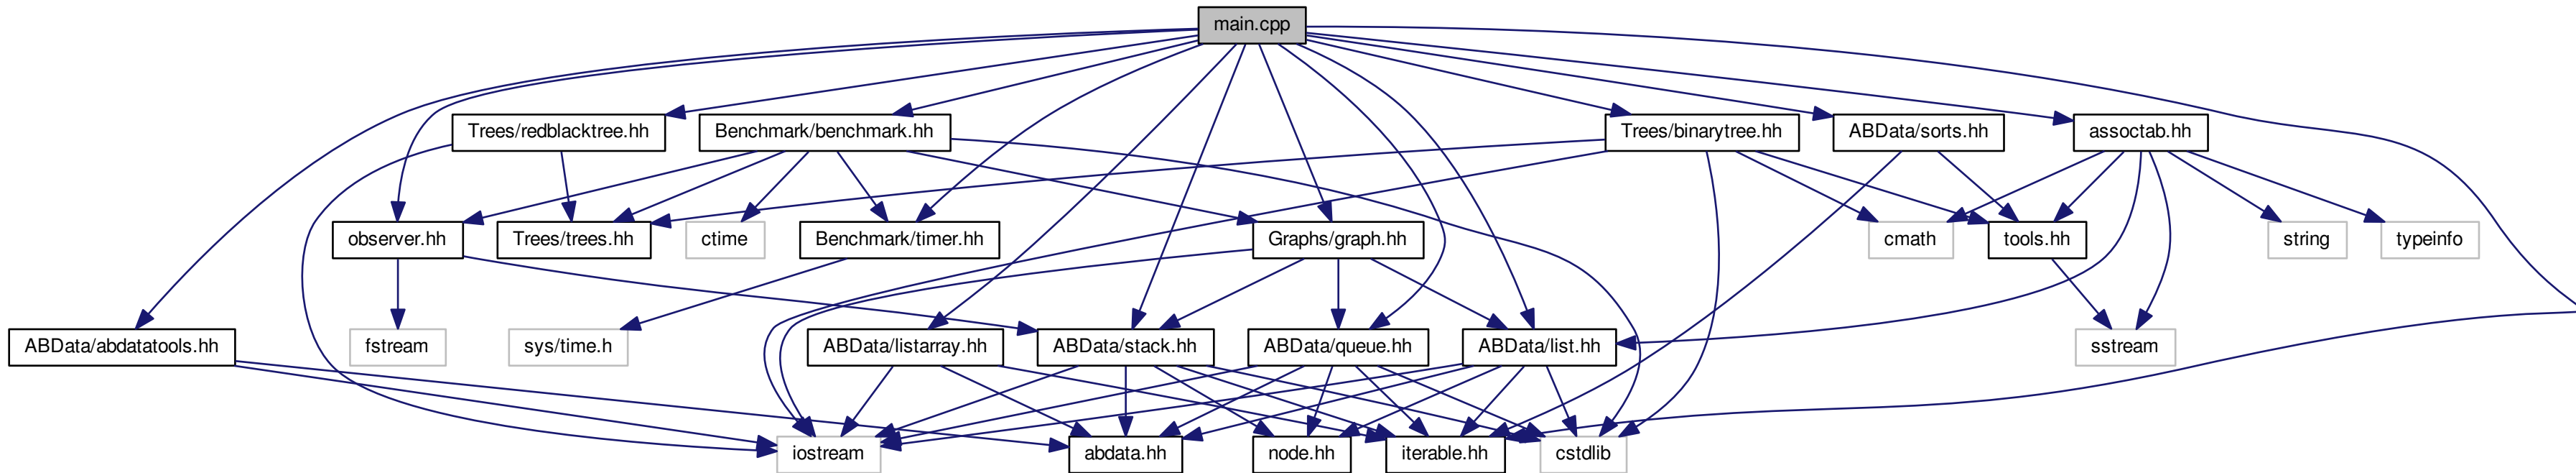 main.cpp
Trees/redblacktree.hh
Benchmark/benchmark.hh
Trees/binarytree.hh
ABData/sorts.hh
assoctab.hh
observer.hh
Trees/trees.hh
ctime
Benchmark/timer.hh
Graphs/graph.hh
cmath
tools.hh
string
typeinfo
ABData/abdatatools.hh
fstream
sys/time.h
ABData/listarray.hh
ABData/stack.hh
ABData/queue.hh
ABData/list.hh
sstream
iostream
abdata.hh
node.hh
iterable.hh
cstdlib